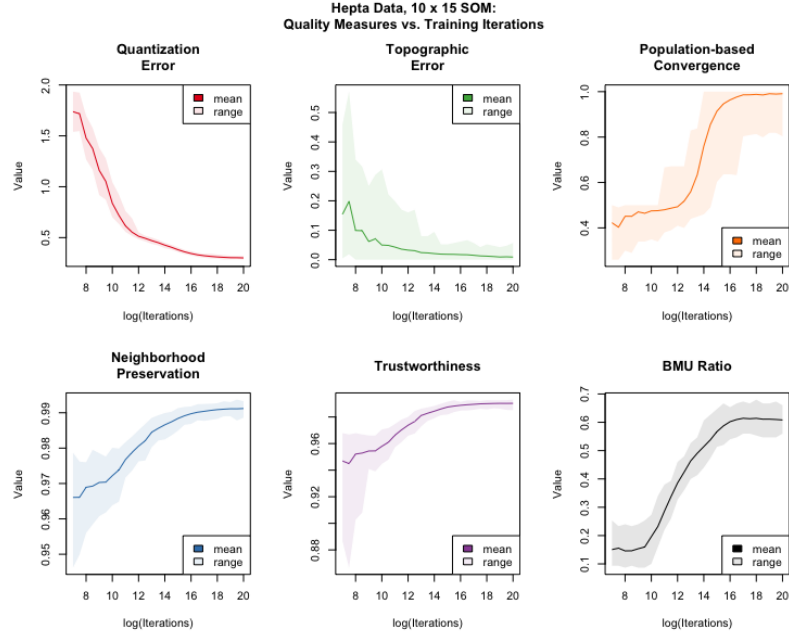 Hepta Data, 10 x 15 SOM:
Quality Measures vs. Training Iterations
Quantization
Error
Value
2.0
1.5
1.0
0.5
mean
range
8 10 12 14 16 18 20
log(Iterations)
Topographic
Error
Value
0.5
0.4
0.3
0.2
0.1
0.0
mean
range
8 10 12 14 16 18 20
log(Iterations)
Population-based
Convergence
Value
1.0
0.8
0.6
0.4
mean
range
8 10 12 14 16 18 20
log(Iterations)
Neighborhood
Preservation
Value
0.99
0.98
0.97
0.96
0.95
mean
range
8 10 12 14 16 18 20
log(Iterations)
Trustworthiness
Value
0.96
0.92
0.88
mean
range
8 10 12 14 16 18 20
log(Iterations)
BMU Ratio
Value
0.7
0.6
0.5
0.4
0.3
0.2
0.1
mean
range
8 10 12 14 16 18 20
log(Iterations)